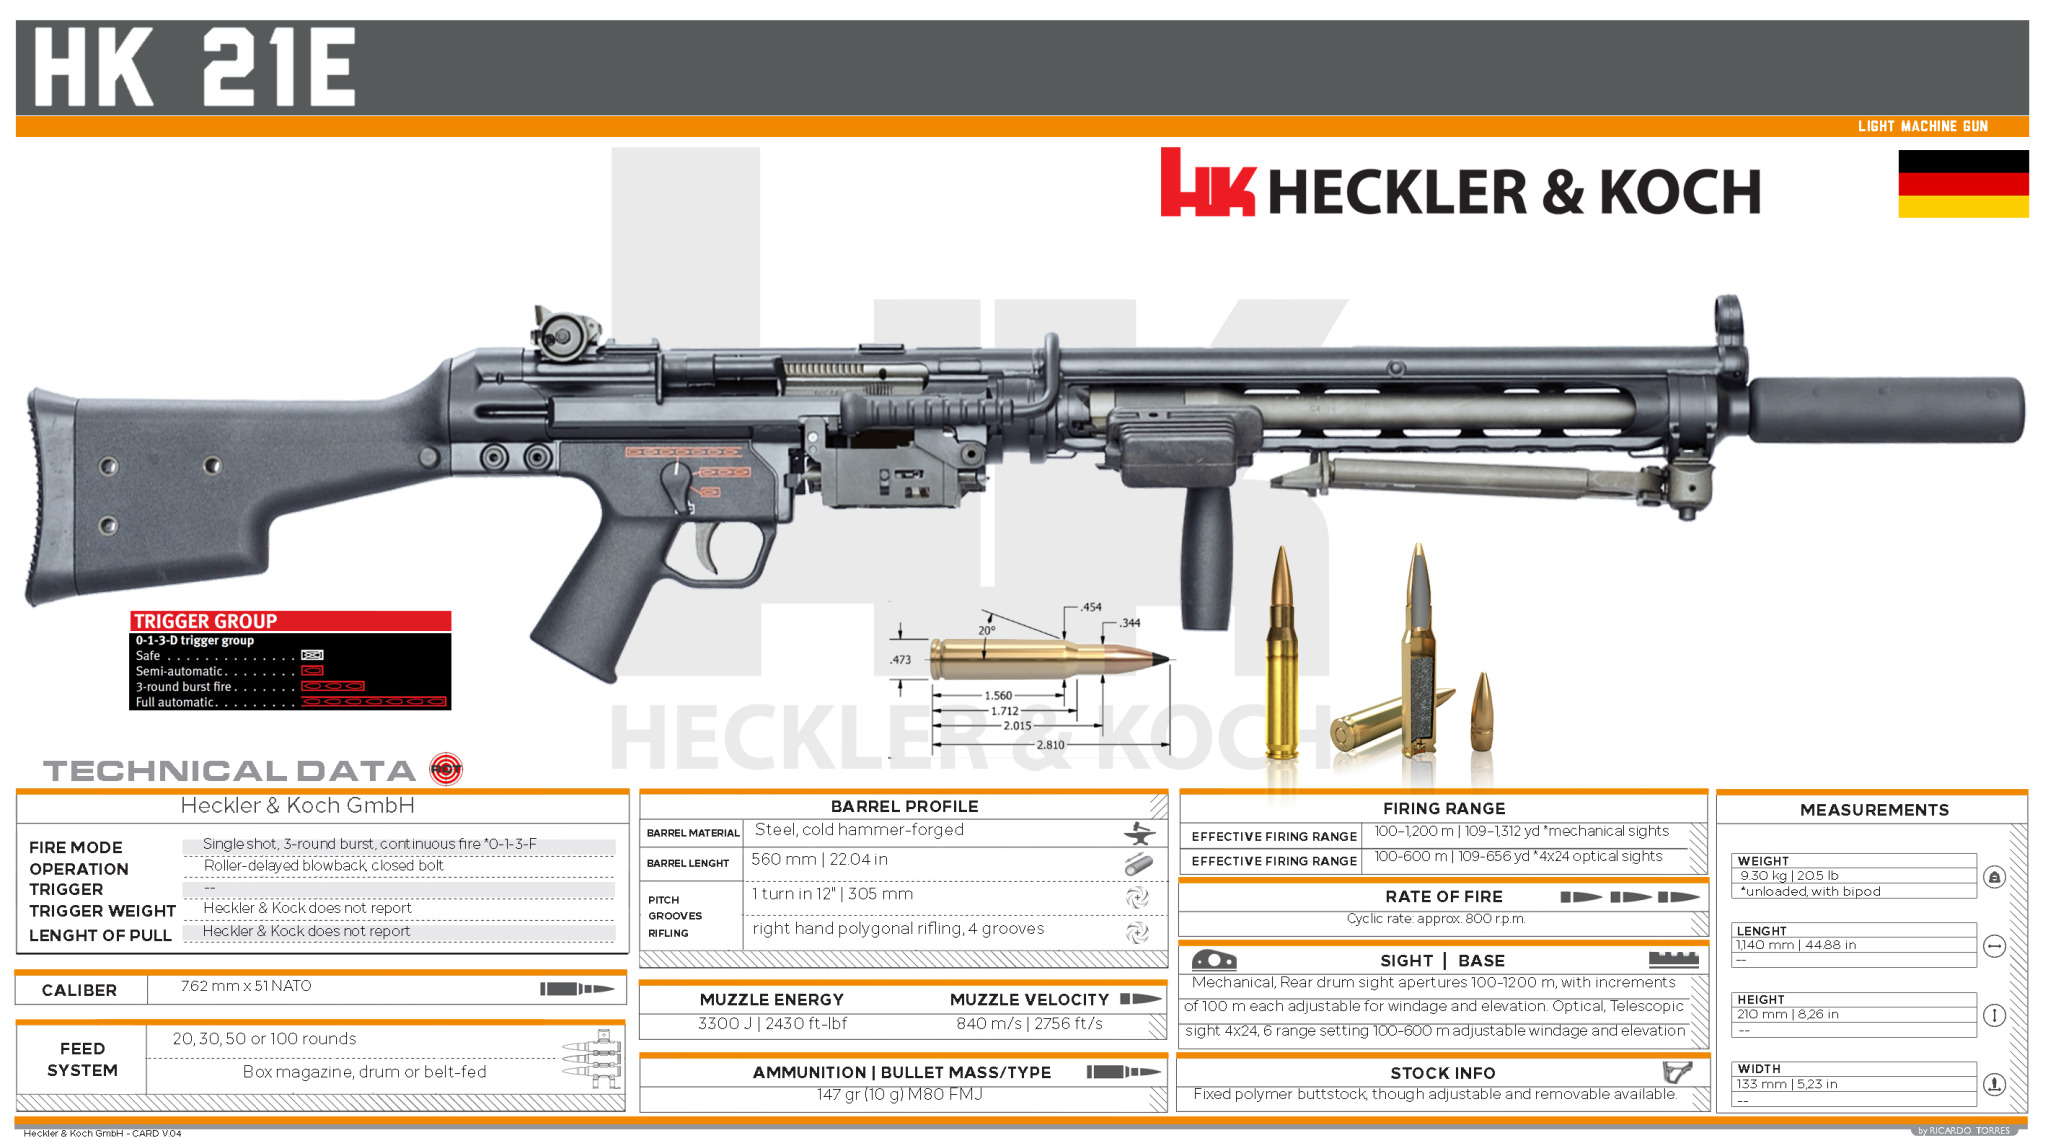 HK 21E
LIGHT MACHINE GUN
HK HECKLER & KOCH
HK
HECKLER & KOCH
TRIGGER GROUP
0-1-3-D trigger group
Safe . . . . . . . . . . . . . . .
Semi-automatic . . . . . . . .
3-round burst fire . . . . . . .
Full automatic . . . . . . . . .
.454
.344
20°
.473
1.560
1.712
2.015
2.810
TECHNICAL DATA
Heckler & Koch GmbH
FIRE MODE Single shot, 3-round burst, continuous fire *0-1-3-F
OPERATION Roller-delayed blowback, closed bolt
TRIGGER --
TRIGGER WEIGHT Heckler & Kock does not report
LENGHT OF PULL Heckler & Kock does not report
CALIBER 7.62 mm x 51 NATO
FEED SYSTEM
20, 30, 50 or 100 rounds
Box magazine, drum or belt-fed
BARREL PROFILE
BARREL MATERIAL Steel, cold hammer-forged
BARREL LENGHT 560 mm | 22.04 in
PITCH GROOVES RIFLING
1 turn in 12" | 305 mm
right hand polygonal rifling, 4 grooves
MUZZLE ENERGY MUZZLE VELOCITY
3300 J | 2430 ft-lbf 840 m/s | 2756 ft/s
AMMUNITION | BULLET MASS/TYPE
147 gr (10 g) M80 FMJ
FIRING RANGE
EFFECTIVE FIRING RANGE 100–1,200 m | 109–1,312 yd *mechanical sights
EFFECTIVE FIRING RANGE 100-600 m | 109-656 yd *4x24 optical sights
RATE OF FIRE
Cyclic rate: approx. 800 r.p.m.
SIGHT | BASE
Mechanical, Rear drum sight apertures 100-1200 m, with increments
of 100 m each adjustable for windage and elevation. Optical, Telescopic
sight 4x24, 6 range setting 100-600 m adjustable windage and elevation
STOCK INFO
Fixed polymer buttstock, though adjustable and removable available.
MEASUREMENTS
WEIGHT
9.30 kg | 20.5 lb
*unloaded, with bipod
LENGHT
1,140 mm | 44.88 in
--
HEIGHT
210 mm | 8,26 in
--
WIDTH
133 mm | 5,23 in
--
Heckler & Koch GmbH - CARD V.04
by RICARDO TORRES